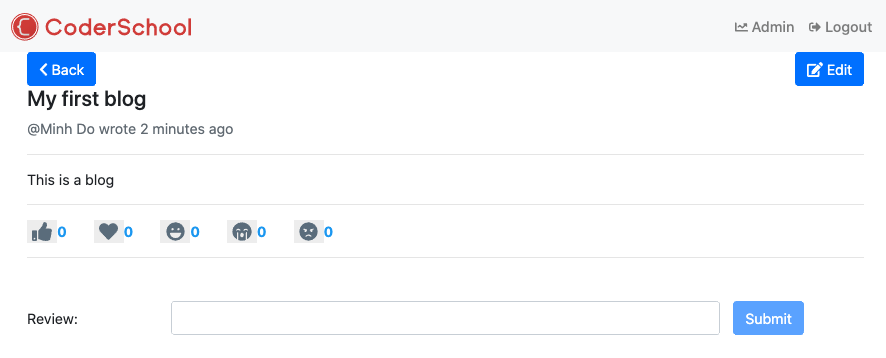 CoderSchool
Admin Logout
Back Edit
My first blog
@Minh Do wrote 2 minutes ago
This is a blog
0 0 0 0 0
Review: Submit